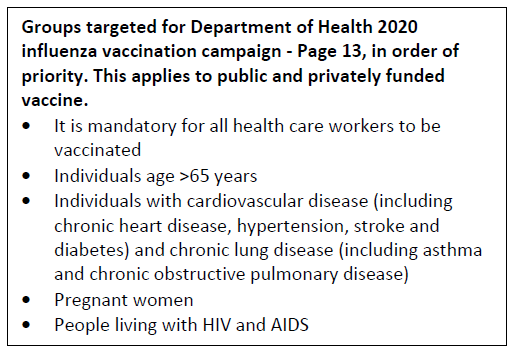 Groups targeted for Department of Health 2020
influenza vaccination campaign - Page 13, in order of
priority. This applies to public and privately funded
vaccine.
• It is mandatory for all health care workers to be
vaccinated
• Individuals age >65 years
• Individuals with cardiovascular disease (including
chronic heart disease, hypertension, stroke and
diabetes) and chronic lung disease (including asthma
and chronic obstructive pulmonary disease)
• Pregnant women
• People living with HIV and AIDS